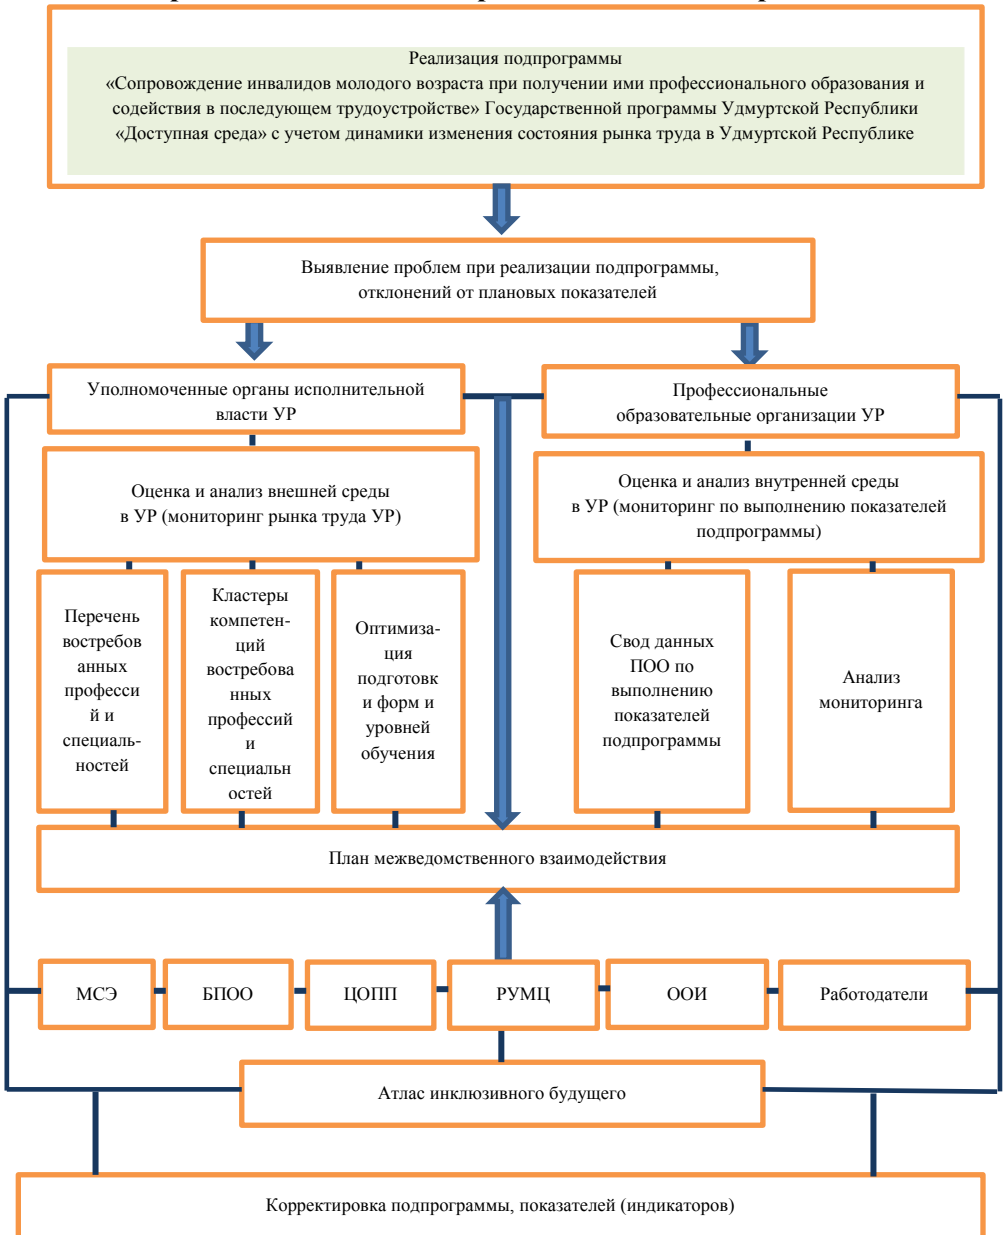 Реализация подпрограммы
«Сопровождение инвалидов молодого возраста при получении ими профессионального образования и
содействия в последующем трудоустройстве» Государственной программы Удмуртской Республики
«Доступная среда» с учетом динамики изменения состояния рынка труда в Удмуртской Республике
Выявление проблем при реализации подпрограммы,
отклонений от плановых показателей
Уполномоченные органы исполнительной
власти УР
Профессиональные
образовательные организации УР
Оценка и анализ внешней среды
в УР (мониторинг рынка труда УР)
Оценка и анализ внутренней среды
в УР (мониторинг по выполнению показателей
подпрограммы)
Перечень
востребов
анных
професси
й и
специаль-
ностей
Кластеры
компетен-
ций
востребова
нных
профессий
и
специальн
остей
Оптимиза-
ция
подготовк
и форм и
уровней
обучения
Свод данных
ПОО по
выполнению
показателей
подпрограммы
Анализ
мониторинга
План межведомственного взаимодействия
МСЭ
БПОО
ЦОПП
РУМЦ
ООИ
Работодатели
Атлас инклюзивного будущего
Корректировка подпрограммы, показателей (индикаторов)